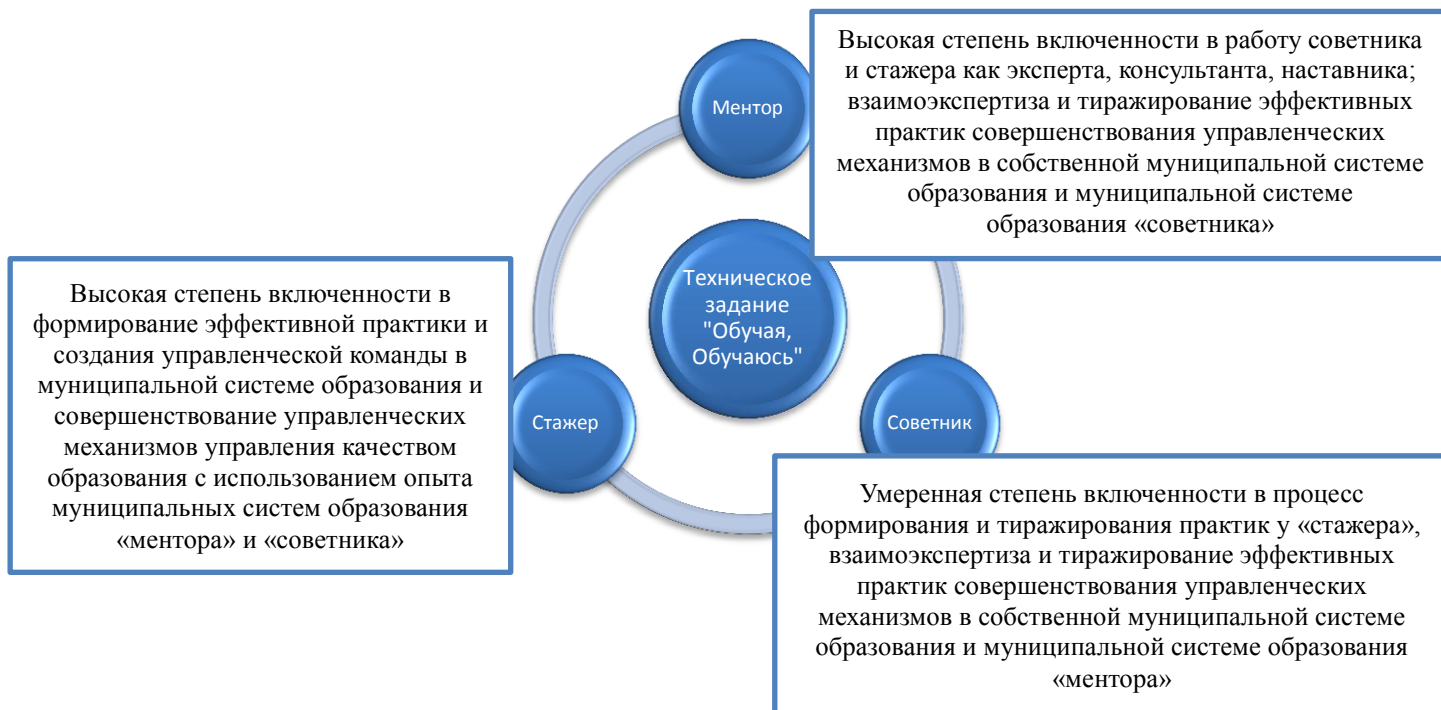 Ментор
Высокая степень включенности в работу советника
и стажера как эксперта, консультанта, наставника;
взаимоэкспертиза и тиражирование эффективных
практик совершенствования управленческих
механизмов в собственной муниципальной системе
образования и муниципальной системе
образования «советника»
Техническое
задание
"Обучая,
Обучаюсь"
Высокая степень включенности в
формирование эффективной практики и
создания управленческой команды в
муниципальной системе образования и
совершенствование управленческих
механизмов управления качеством
образования с использованием опыта
муниципальных систем образования
«ментора» и «советника»
Стажер
Советник
Умеренная степень включенности в процесс
формирования и тиражирования практик у «стажера»,
взаимоэкспертиза и тиражирование эффективных
практик совершенствования управленческих
механизмов в собственной муниципальной системе
образования и муниципальной системе образования
«ментора»